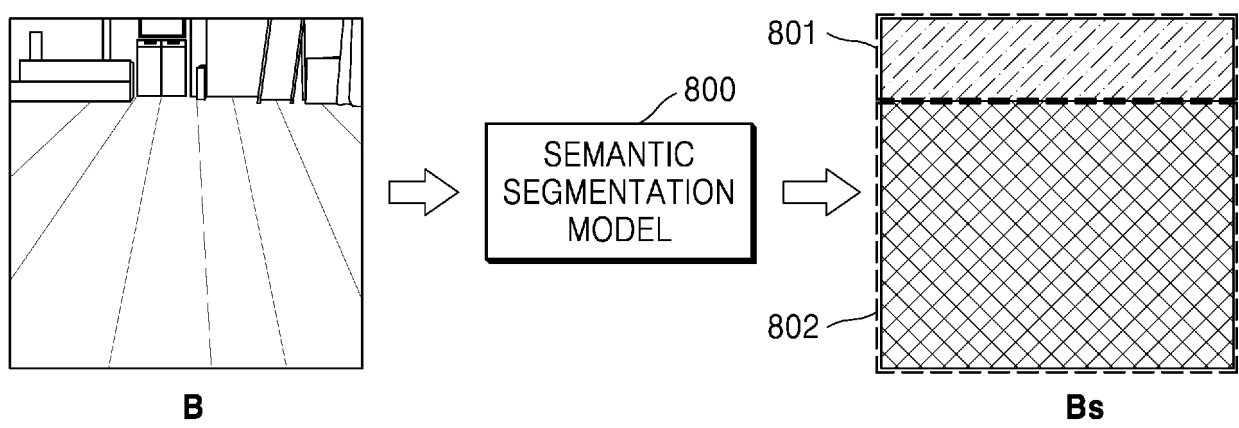 800
801
SEMANTIC
SEGMENTATION
MODEL
802
B
Bs